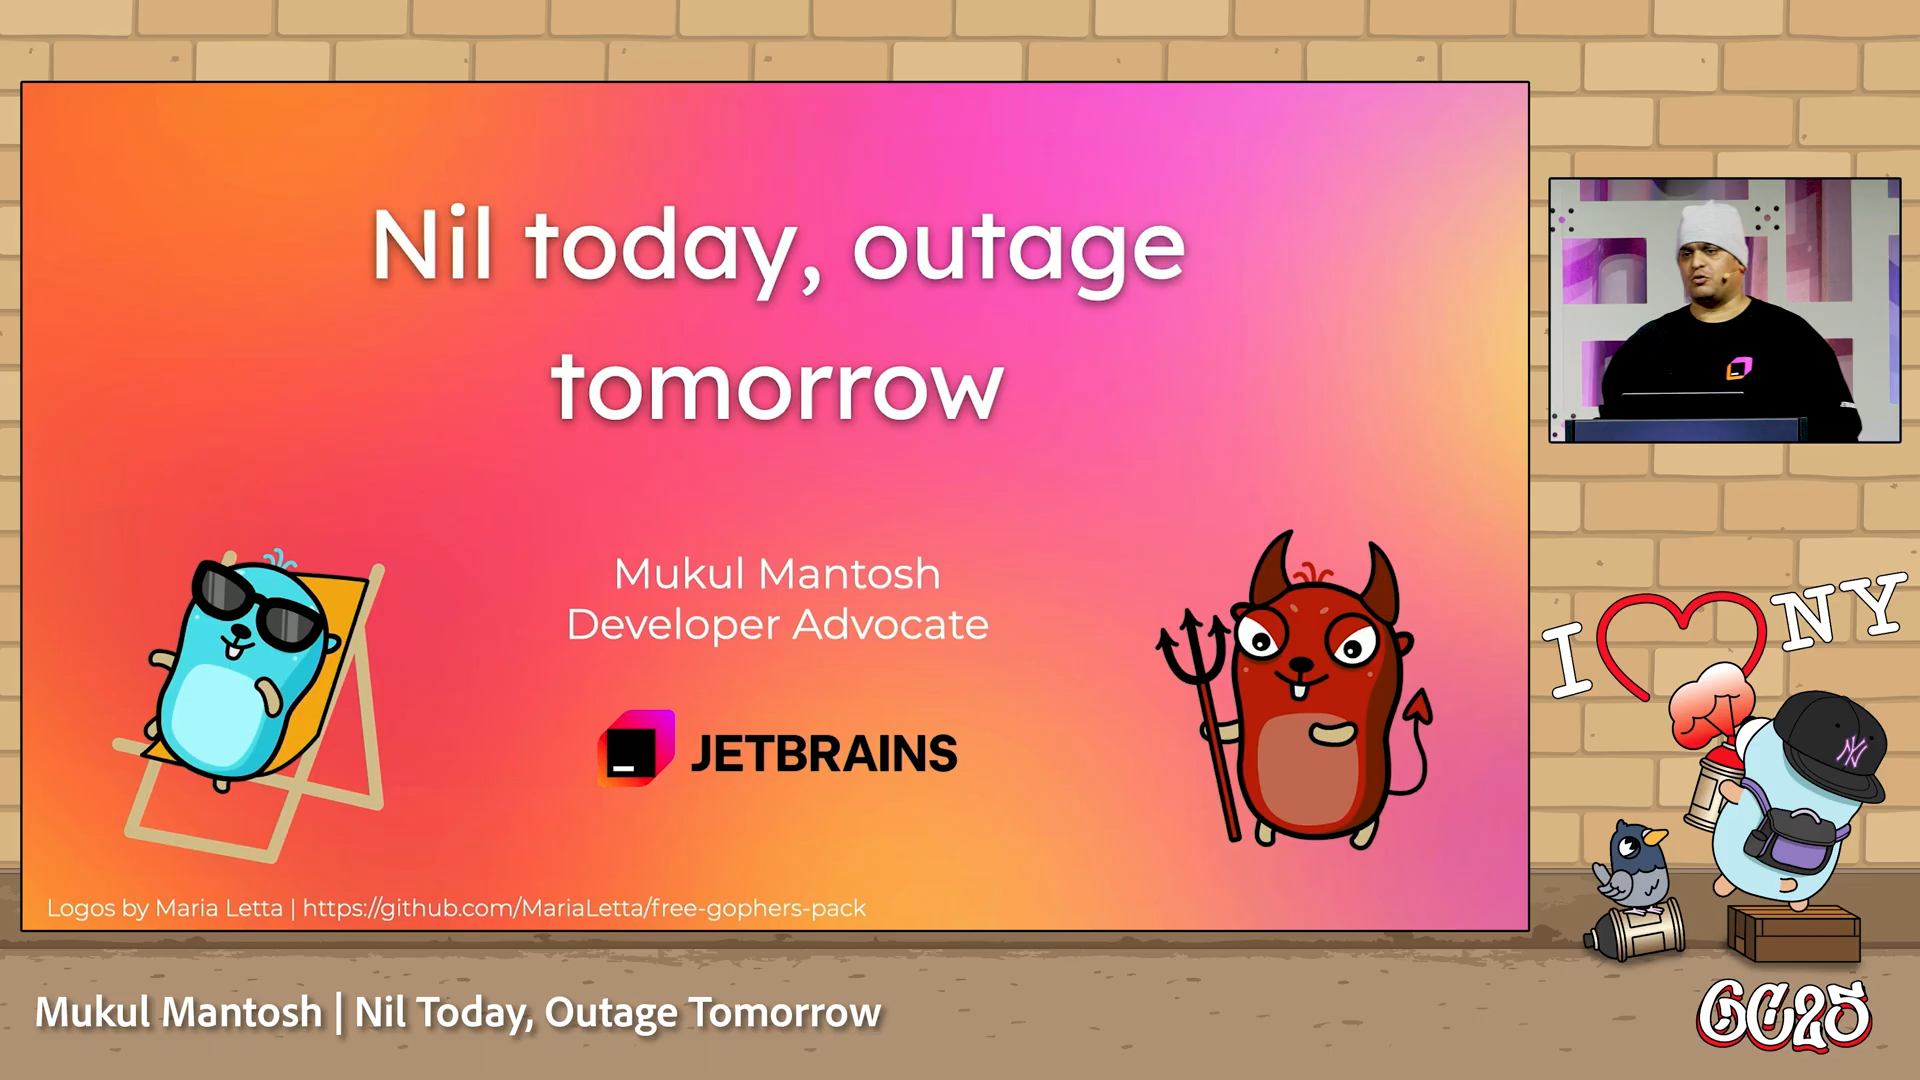 Nil today, outage
tomorrow
Mukul Mantosh
Developer Advocate
JETBRAINS
Logos by Maria Letta | https://github.com/MariaLetta/free-gophers-pack
I NY
NY
Mukul Mantosh | Nil Today, Outage Tomorrow
GC25